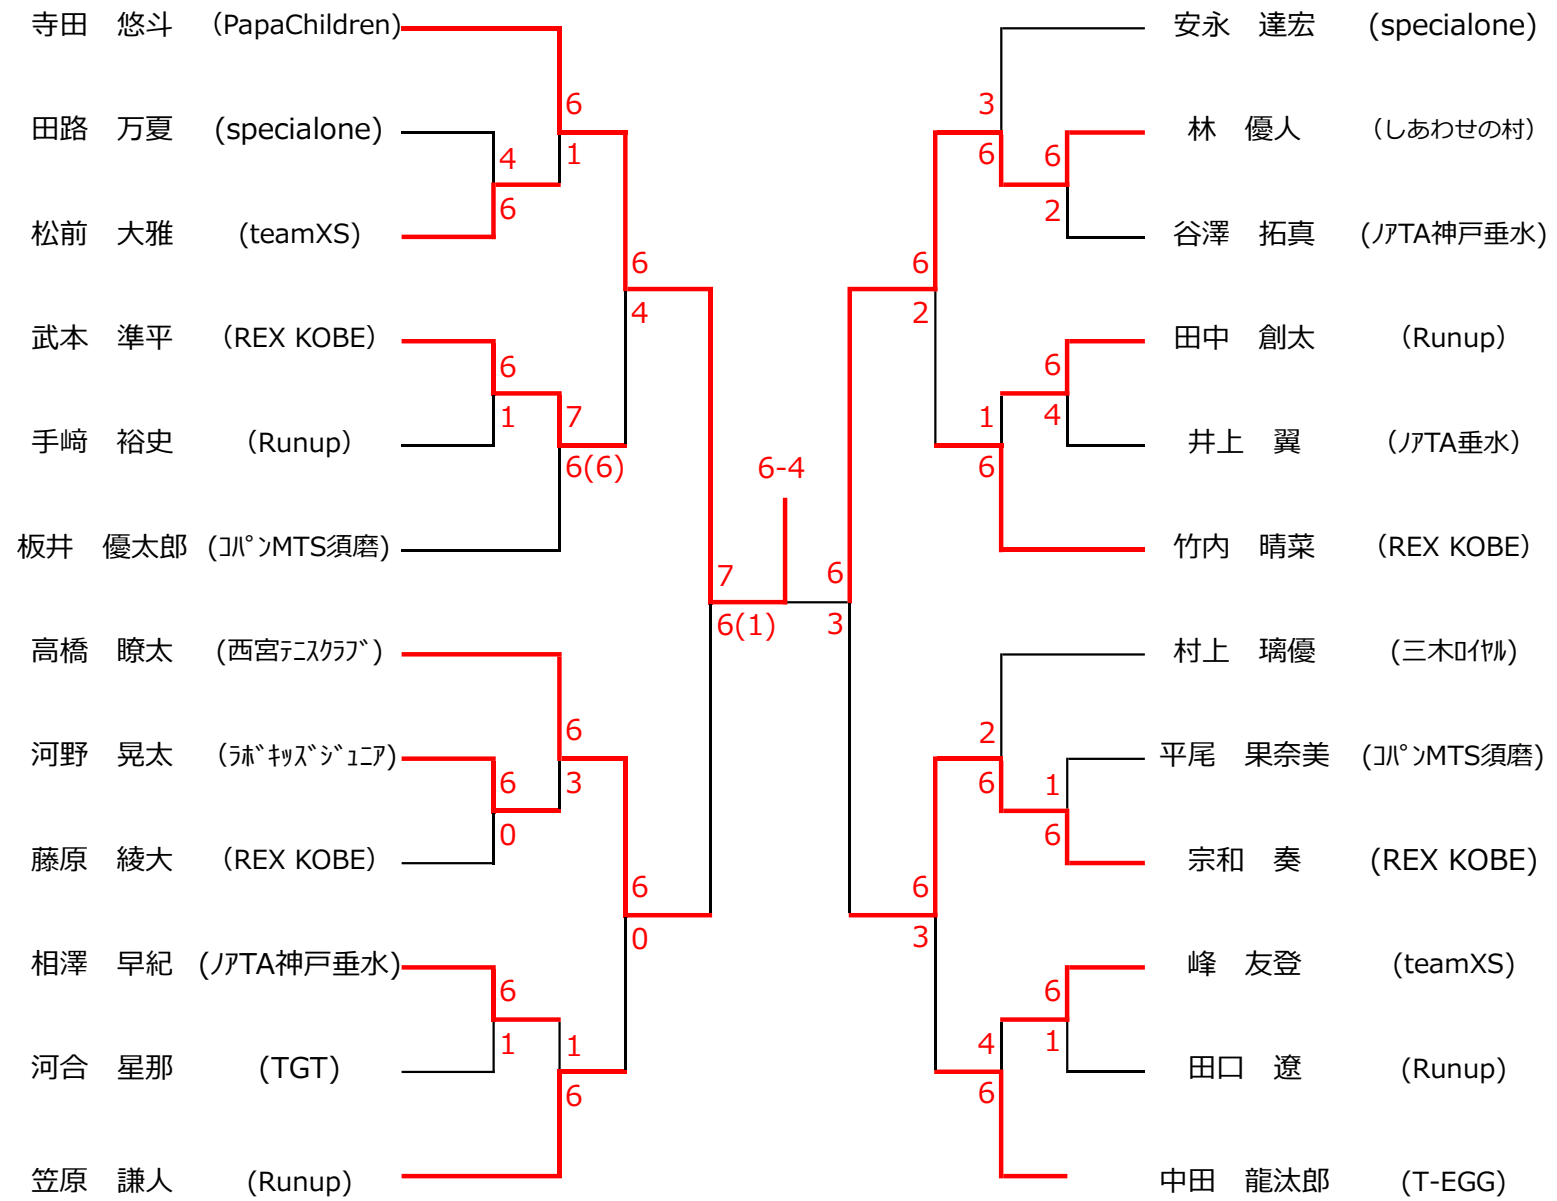 寺田　悠斗　（PapaChildren)
6
田路　万夏　(specialone)
4
1
6
松前　大雅　(teamXS)
6
4
武本　準平　（REX KOBE）
6
1
7
手﨑　裕史　（Runup）
6(6)
板井　優太郎　(ｺﾊﾟﾝMTS須磨)
7
6(1)
高橋　瞭太　(西宮ﾃﾆｽｸﾗﾌﾞ)
6
河野　晃太　(ﾗﾎﾞｷｯｽﾞｼﾞｭﾆｱ)
6
3
0
藤原　綾大　（REX KOBE）
6
0
相澤　早紀　(ﾉｱTA神戸垂水)
6
1
1
河合　星那　(TGT)
6
笠原　謙人　(Runup)
6-4
安永　達宏　(specialone)
3
林　優人　（しあわせの村）
6
6
2
谷澤　拓真　(ﾉｱTA神戸垂水)
6
2
田中　創太　（Runup）
6
1
4
井上　翼　(ﾉｱTA垂水）
6
竹内　晴菜　（REX KOBE）
6
3
村上　璃優　(三木ﾛｲﾔﾙ)
2
平尾　果奈美　(ｺﾊﾟﾝMTS須磨)
6
1
6
宗和　奏　(REX KOBE)
6
3
峰　友登　(teamXS)
6
4
1
田口　遼　(Runup)
6
中田　龍汰郎　(T-EGG)